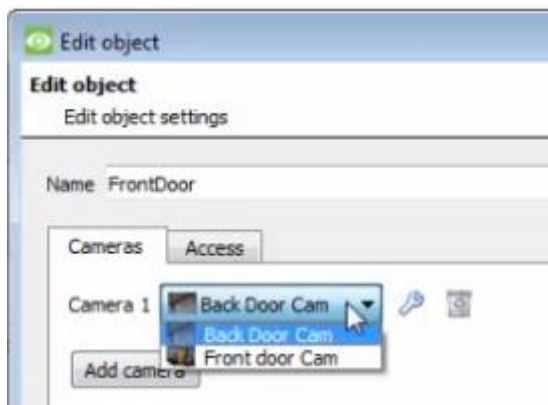 Edit object
Edit object
Edit object settings
Name FrontDoor
Cameras Access
Camera 1 Back Door Cam
Back Door Cam
Front door Cam
Add camera